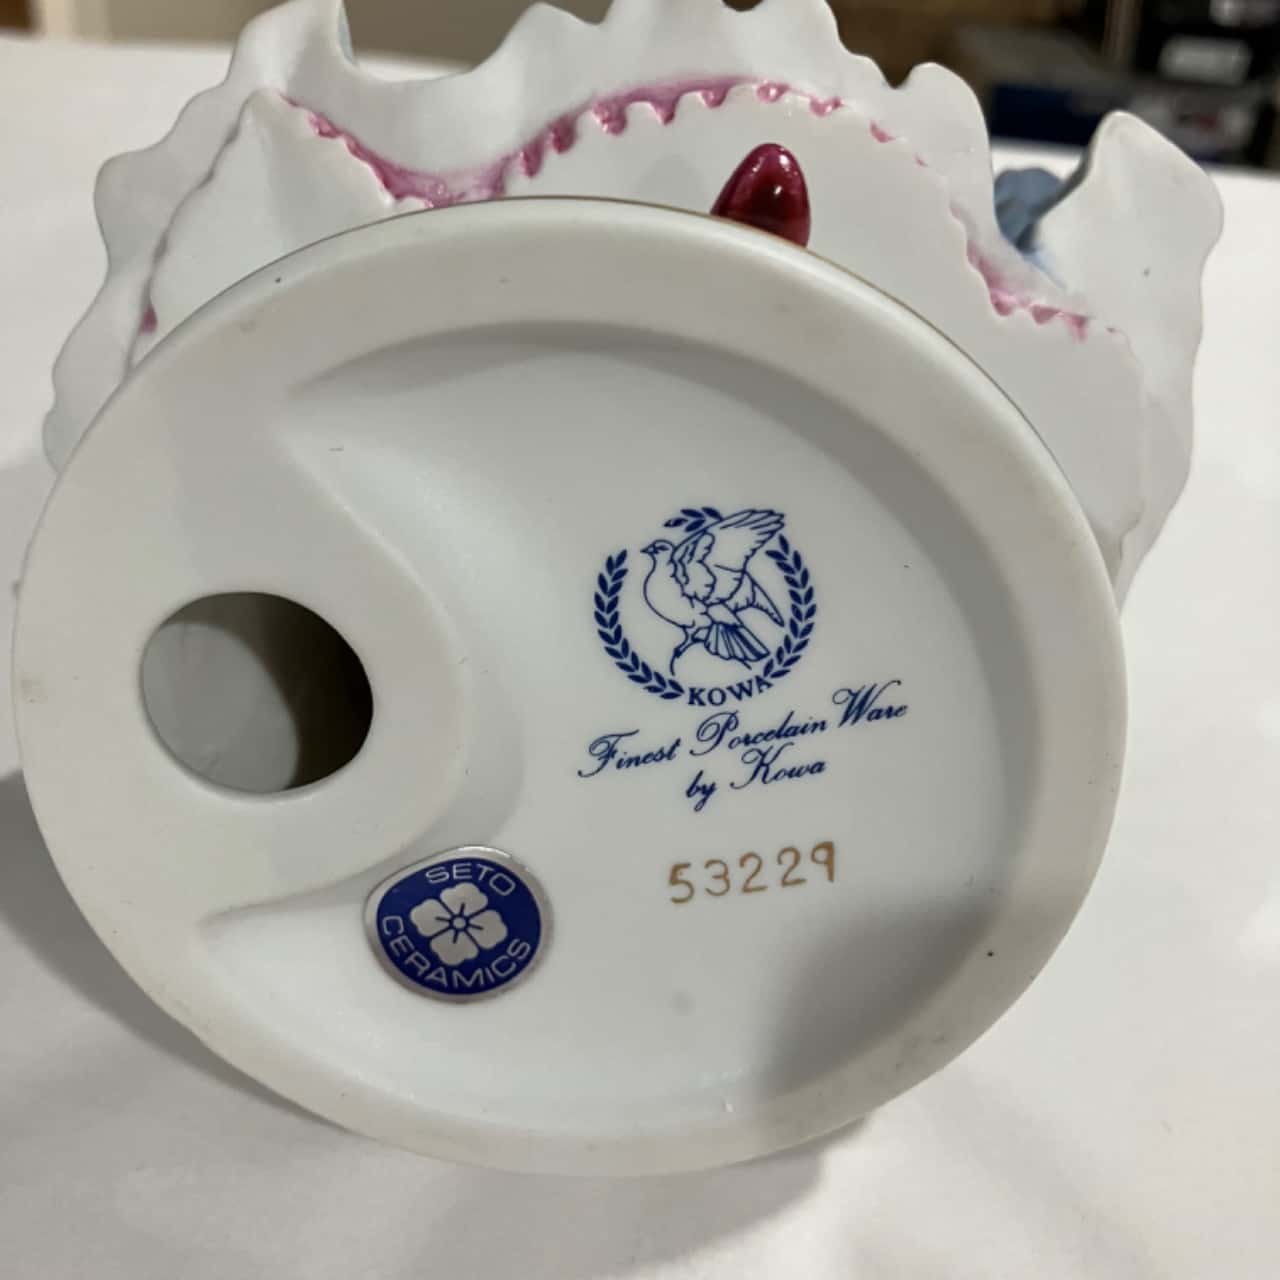 KOWA
Finest Porcelain Ware
by Kowa
53229
SETO
CERAMICS